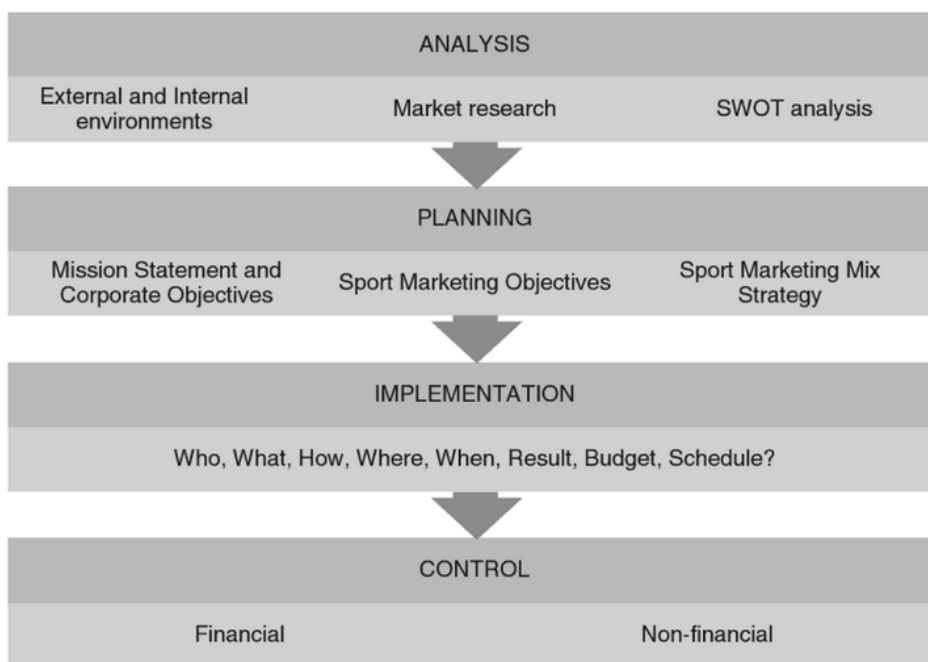 ANALYSIS
External and Internal
environments
Market research
SWOT analysis
PLANNING
Mission Statement and
Corporate Objectives
Sport Marketing Objectives
Sport Marketing Mix
Strategy
IMPLEMENTATION
Who, What, How, Where, When, Result, Budget, Schedule?
CONTROL
Financial
Non-financial